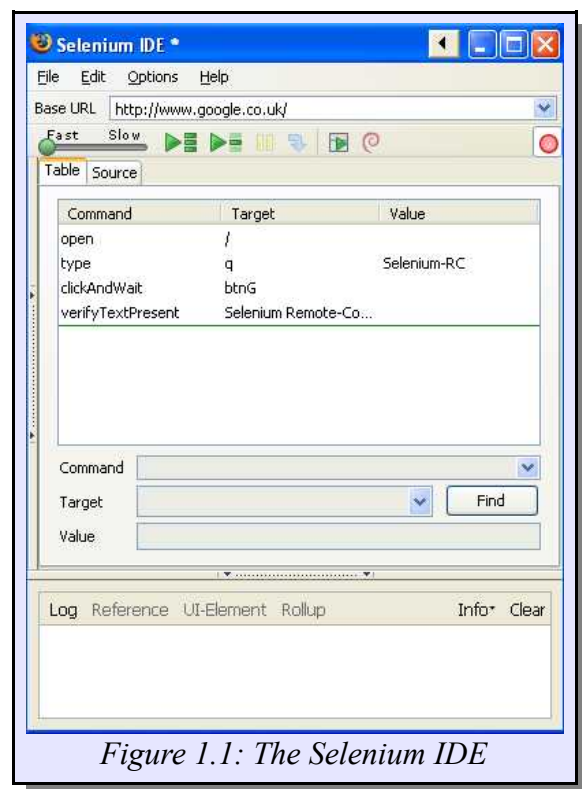 Selenium IDE *
File Edit Options Help
Base URL http://www.google.co.uk/
Fast Slow
Table Source
Command Target Value
open /
type q Selenium-RC
clickAndWait btnG
verifyTextPresent Selenium Remote-Co...
Command
Target Find
Value
Log Reference UI-Element Rollup Info Clear
Figure 1.1: The Selenium IDE